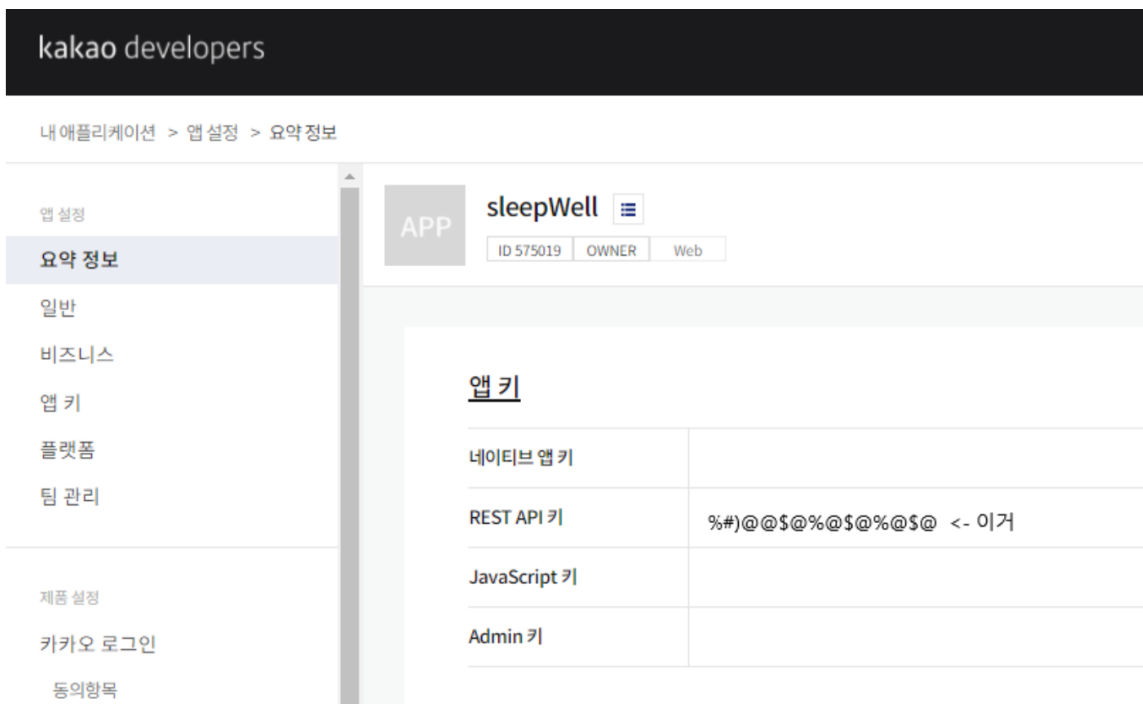 kakao developers
내 애플리케이션 > 앱 설정 > 요약 정보
앱 설정
요약 정보
일반
비즈니스
앱 키
플랫폼
팀 관리
제품 설정
카카오 로그인
동의항목
APP
sleepWell
ID 575019 OWNER Web
앱 키
네이티브 앱 키
REST API 키 %#)@@$@%@$@%@$@ <- 이거
JavaScript 키
Admin 키